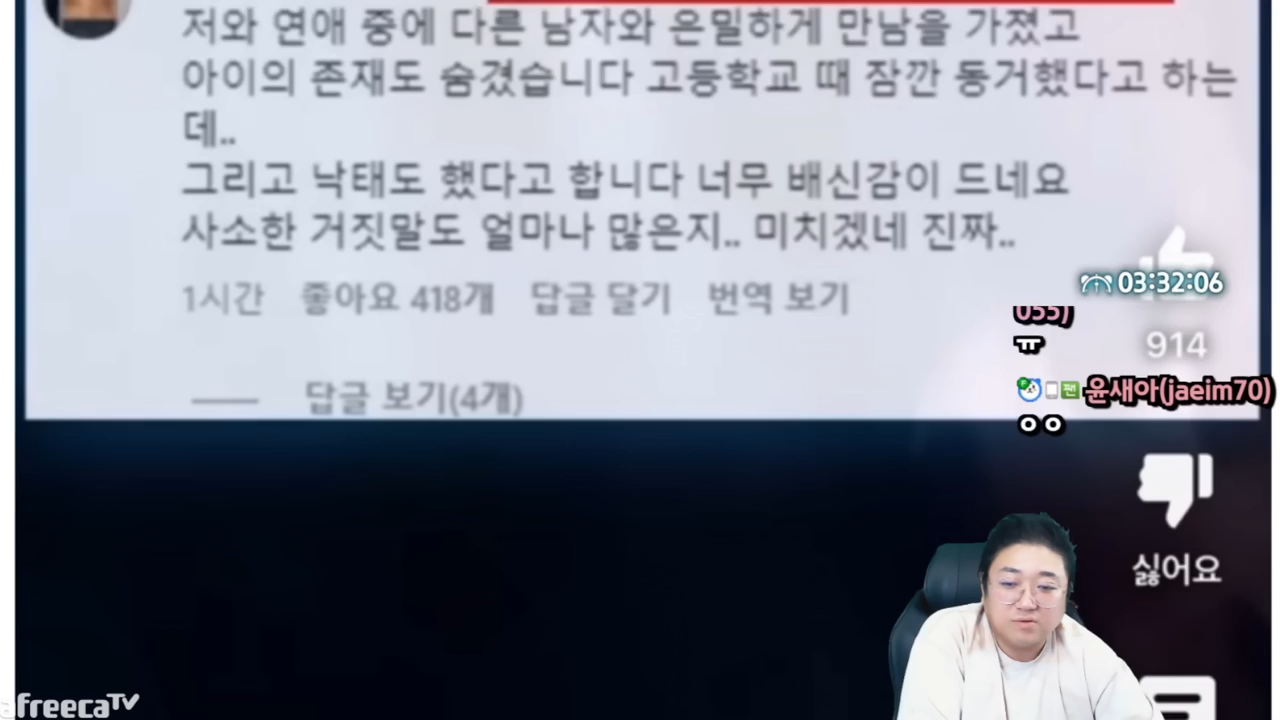 저와 연애 중에 다른 남자와 은밀하게 만남을 가졌고
아이의 존재도 숨겼습니다 고등학교 때 잠깐 동거했다고 하는
데..
그리고 낙태도 했다고 합니다 너무 배신감이 드네요
사소한 거짓말도 얼마나 많은지.. 미치겠네 진짜..
1시간 좋아요 418개 답글 달기 번역 보기
답글 보기(4개)
03:32:06
055)
ㅠ
914
팬 윤새아(jaeim70)
ㅇㅇ
싫어요
afreecaTV